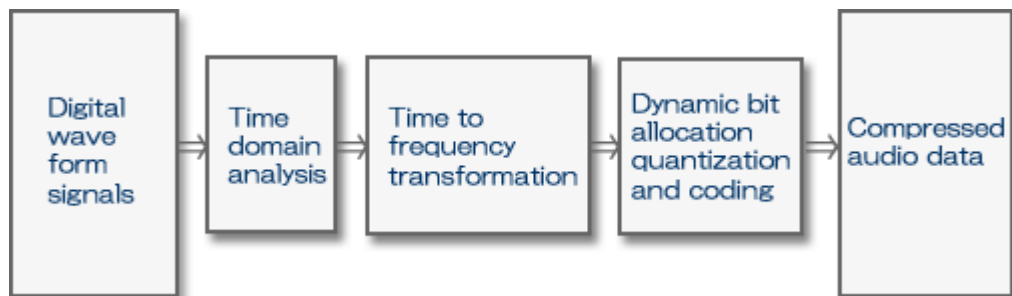 Digital
wave
form
signals
Time
domain
analysis
Time to
frequency
transformation
Dynamic bit
allocation
quantization
and coding
Compressed
audio data